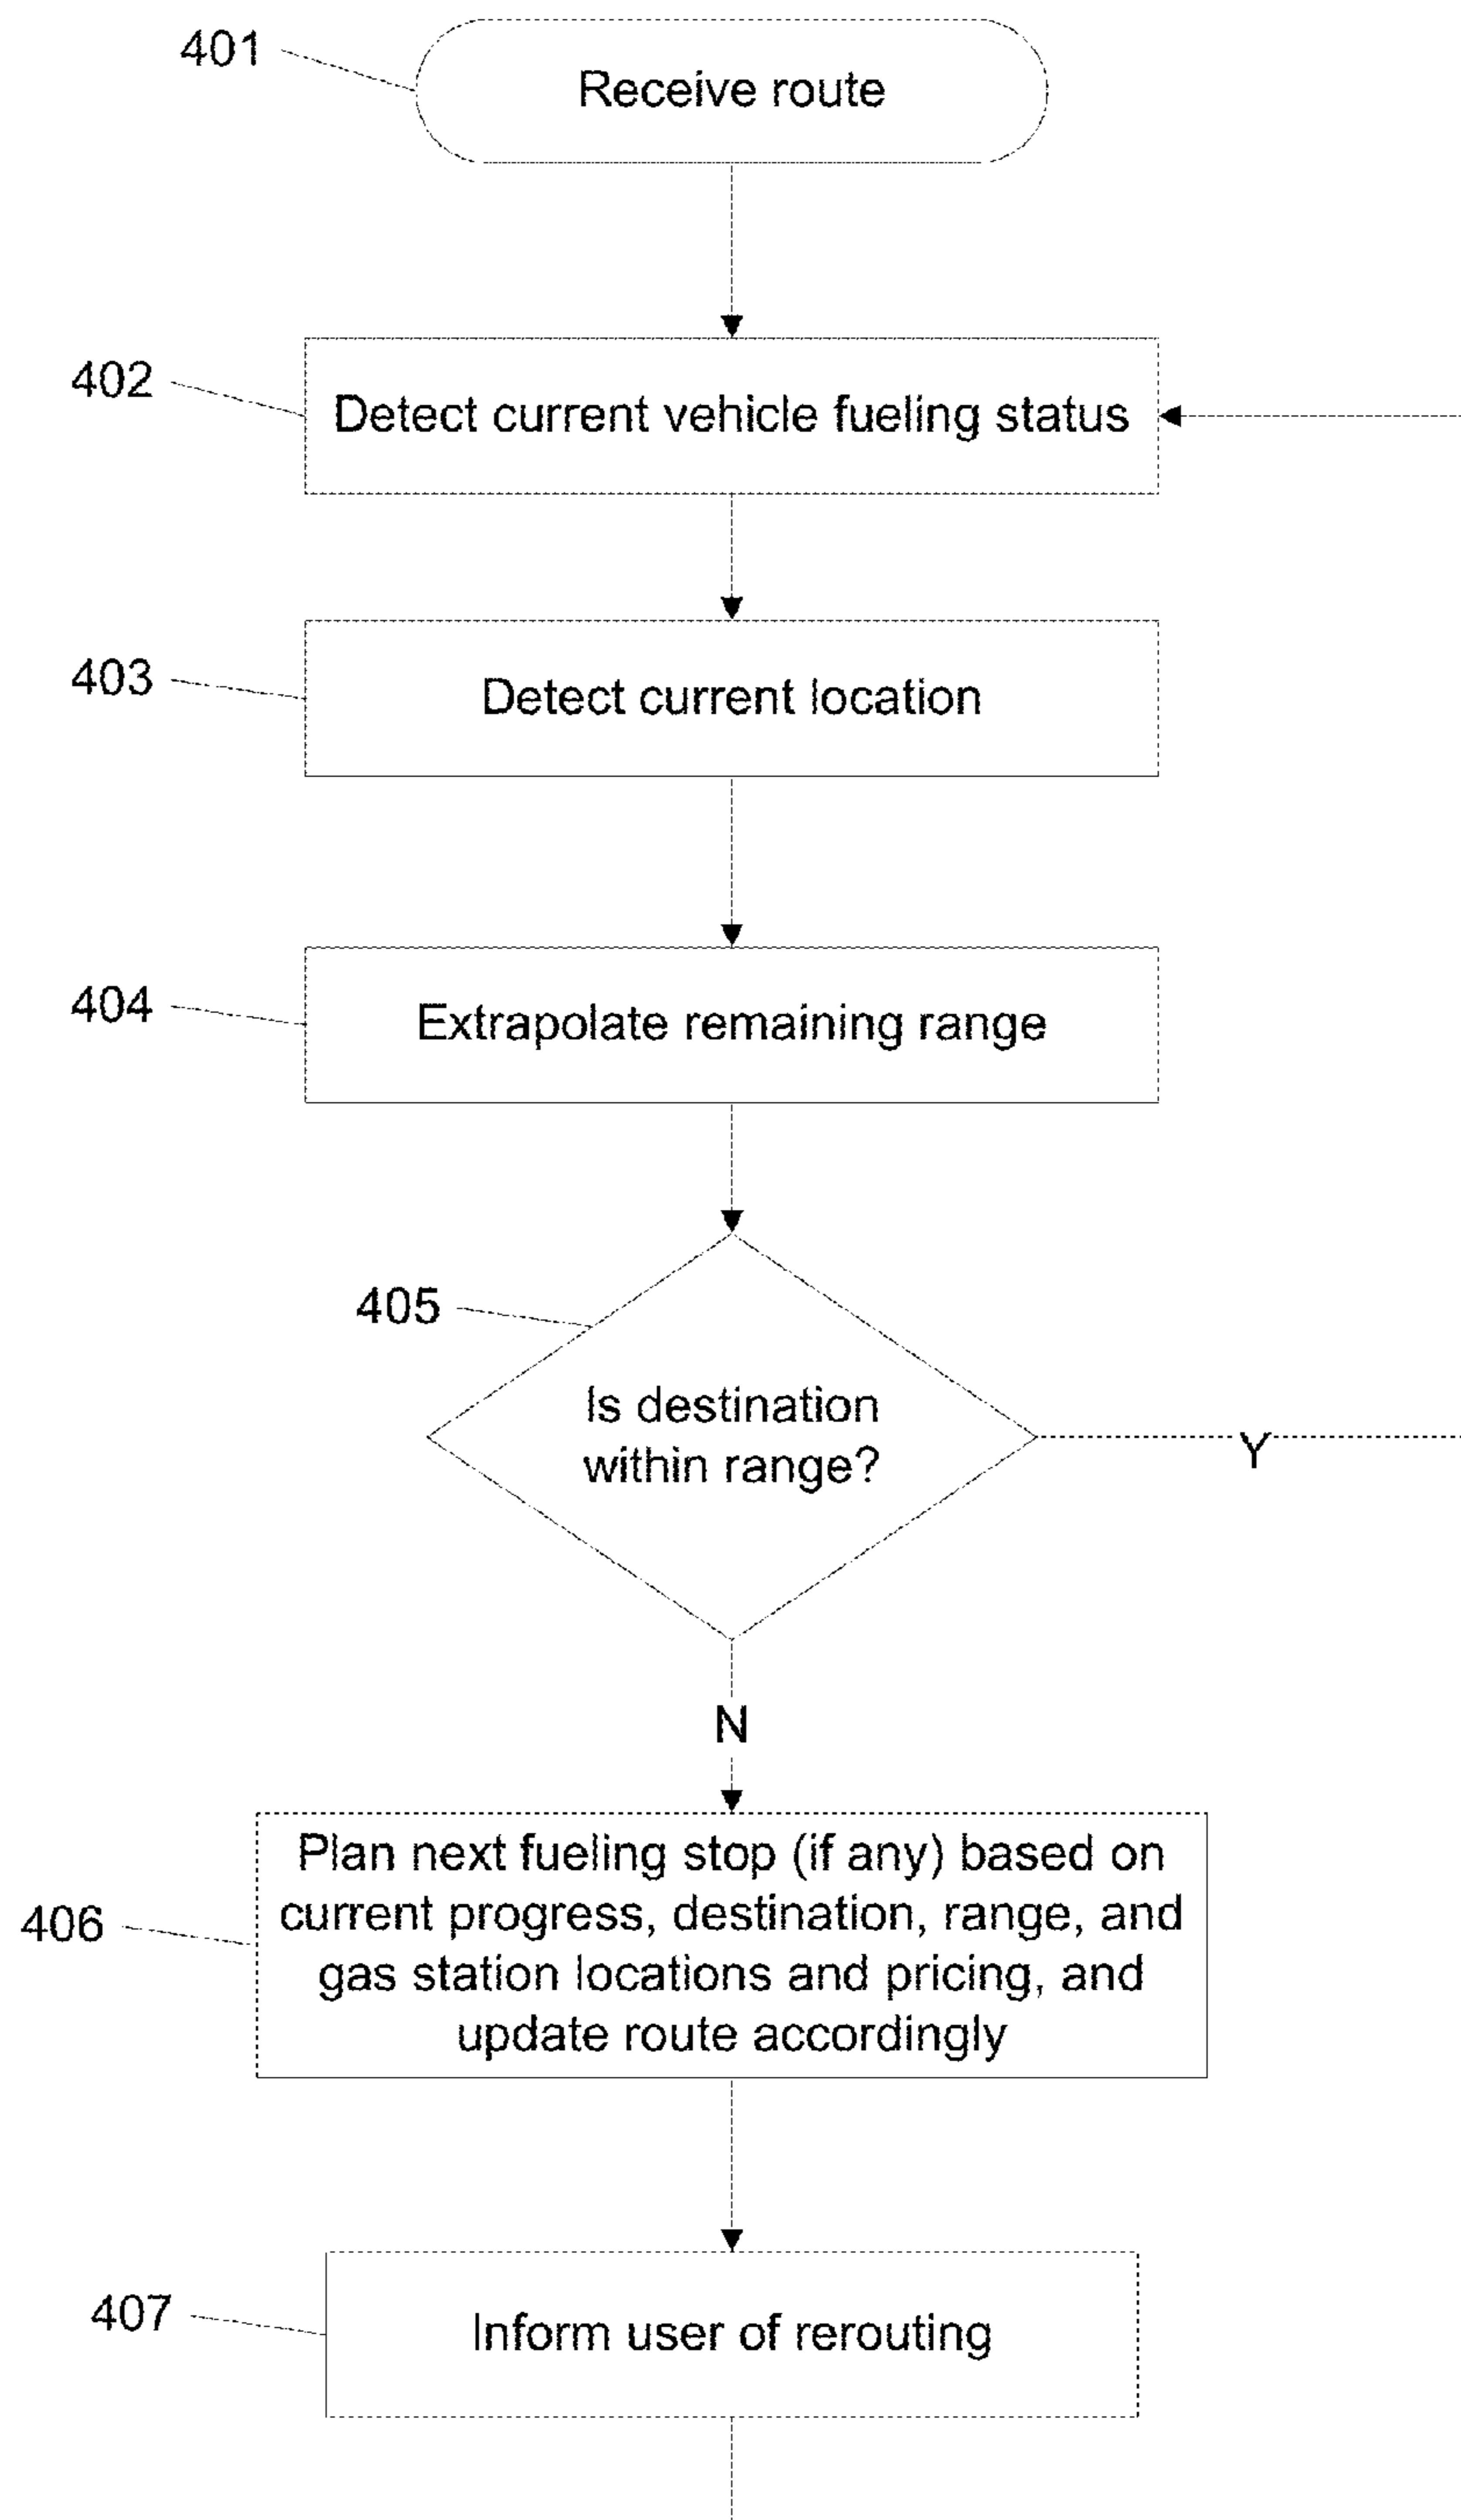 401
Receive route
402
Detect current vehicle fueling status
403
Detect current location
404
Extrapolate remaining range
405
Is destination
within range?
Y
N
406
Plan next fueling stop (if any) based on
current progress, destination, range, and
gas station locations and pricing, and
update route accordingly
407
Inform user of rerouting